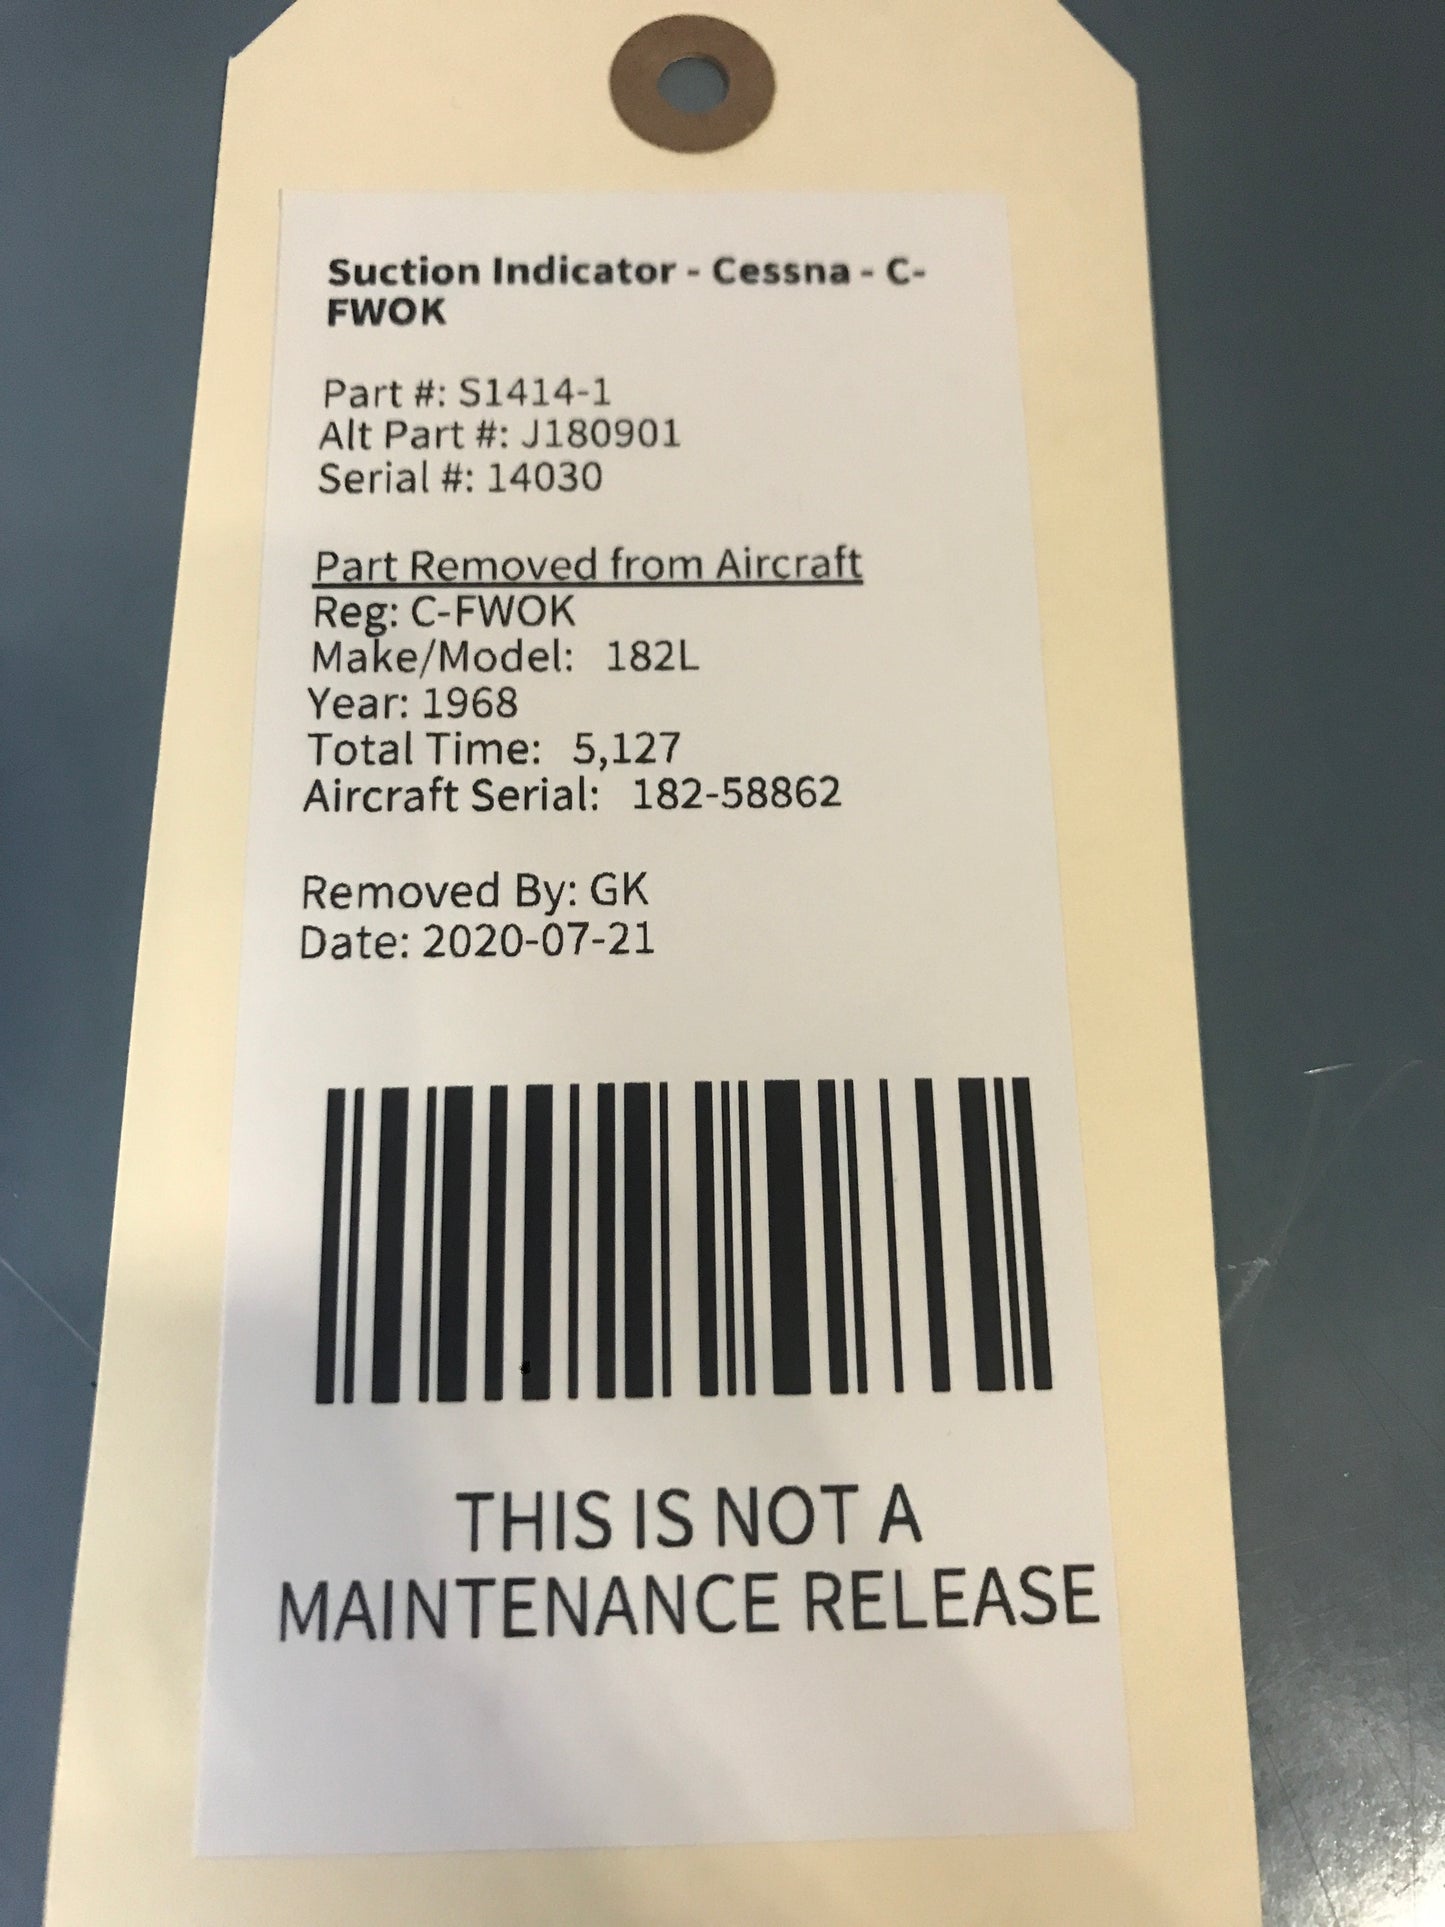 Suction Indicator - Cessna - C-
FWOK
Part #: S1414-1
Alt Part #: J180901
Serial #: 14030
Part Removed from Aircraft
Reg: C-FWOK
Make/Model: 182L
Year: 1968
Total Time: 5,127
Aircraft Serial: 182-58862
Removed By: GK
Date: 2020-07-21
THIS IS NOT A
MAINTENANCE RELEASE